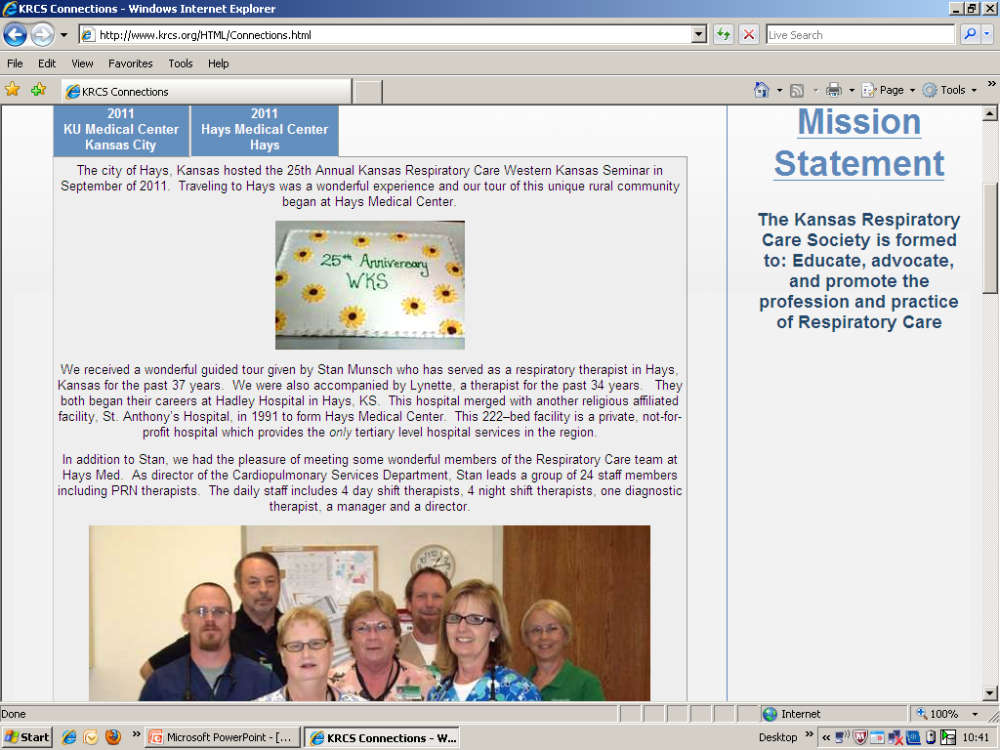 KRCS Connections - Windows Internet Explorer
http://www.krcs.org/HTML/Connections.html
Live Search
File Edit View Favorites Tools Help
KRCS Connections
Page Tools
2011
KU Medical Center
Kansas City
2011
Hays Medical Center
Hays
The city of Hays, Kansas hosted the 25th Annual Kansas Respiratory Care Western Kansas Seminar in
September of 2011. Traveling to Hays was a wonderful experience and our tour of this unique rural community
began at Hays Medical Center.
25th Anniversary
WKS
We received a wonderful guided tour given by Stan Munsch who has served as a respiratory therapist in Hays,
Kansas for the past 37 years. We were also accompanied by Lynette, a therapist for the past 34 years. They
both began their careers at Hadley Hospital in Hays, KS. This hospital merged with another religious affiliated
facility, St. Anthony's Hospital, in 1991 to form Hays Medical Center. This 222–bed facility is a private, not-for-
profit hospital which provides the only tertiary level hospital services in the region.
In addition to Stan, we had the pleasure of meeting some wonderful members of the Respiratory Care team at
Hays Med. As director of the Cardiopulmonary Services Department, Stan leads a group of 24 staff members
including PRN therapists. The daily staff includes 4 day shift therapists, 4 night shift therapists, one diagnostic
therapist, a manager and a director.
Mission
Statement
The Kansas Respiratory
Care Society is formed
to: Educate, advocate,
and promote the
profession and practice
of Respiratory Care
Done
Internet
100%
Start
Microsoft PowerPoint - [...
KRCS Connections - W...
Desktop
10:41